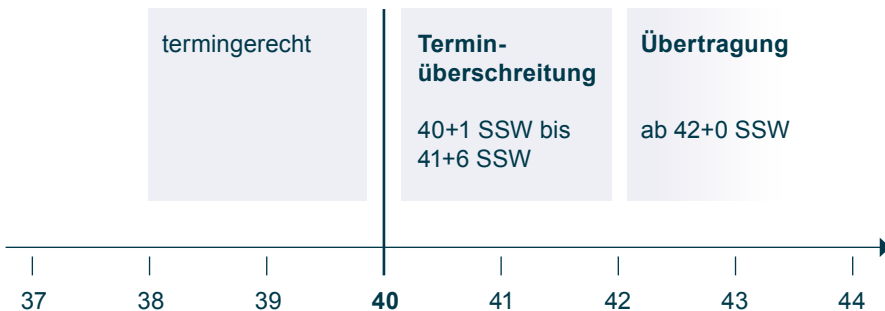 termingerecht
Termin-
überschreitung
40+1 SSW bis
41+6 SSW
Übertragung
ab 42+0 SSW
37 38 39 40 41 42 43 44